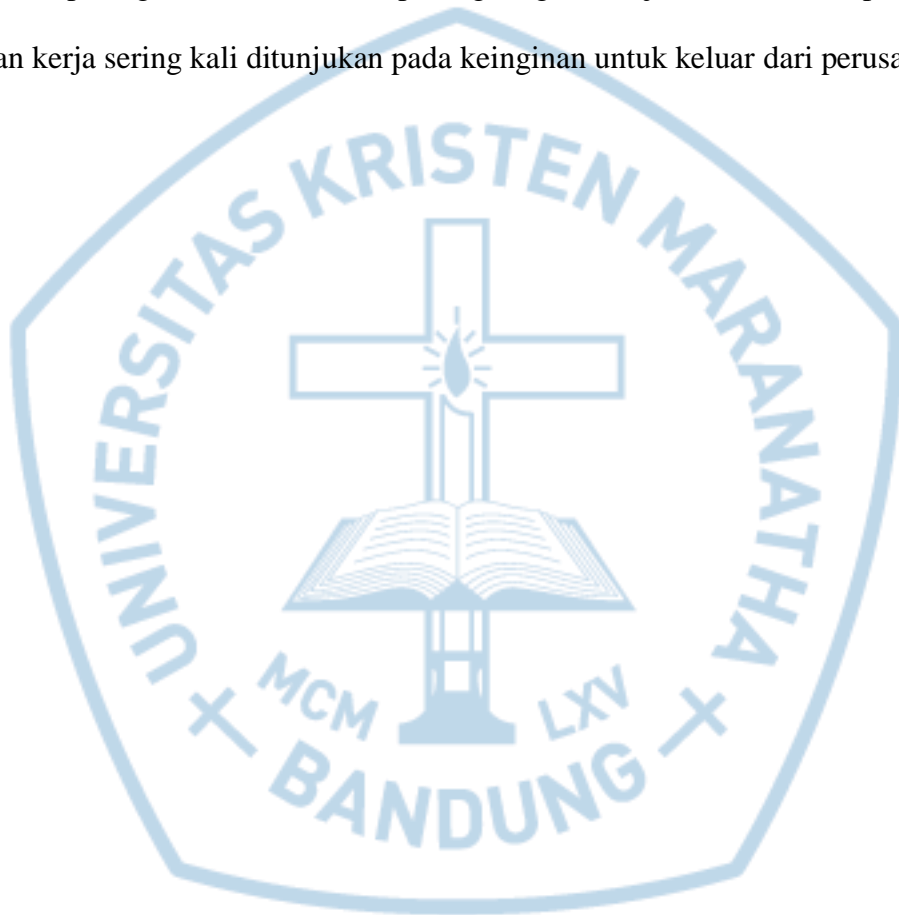 an kerja sering kali ditunjukan pada keinginan untuk keluar dari perusa
UNIVERSITAS KRISTEN MARANATHA
MCM LXV
BANDUNG